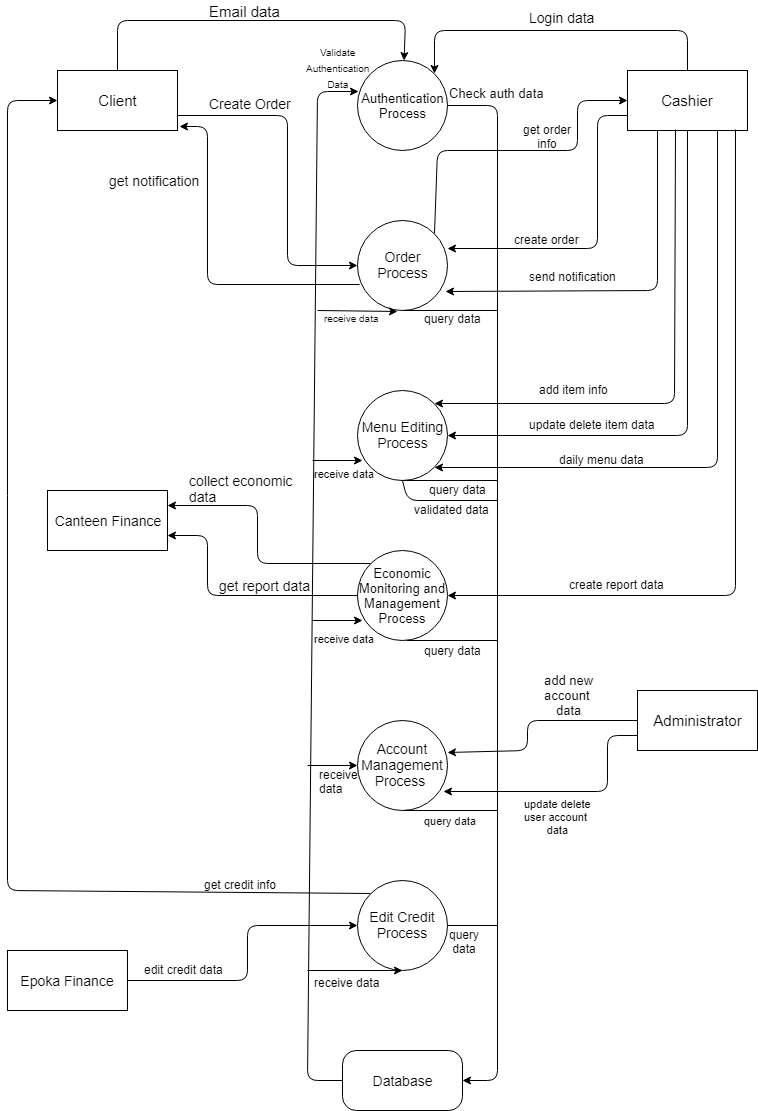 Email data
Login data
Validate
Authentication
Data
Client
Create Order
Authentication
Process
Check auth data
Cashier
get order
info
get notification
Order
Process
create order
send notification
receive data
query data
add item info
Menu Editing
Process
update delete item data
daily menu data
receive data
query data
validated data
collect economic
data
Canteen Finance
Economic
Monitoring and
Management
Process
get report data
create report data
receive data
query data
add new
account
data
Administrator
Account
Management
Process
receive
data
query data
update delete
user account
data
get credit info
Edit Credit
Process
query
data
edit credit data
Epoka Finance
receive data
Database